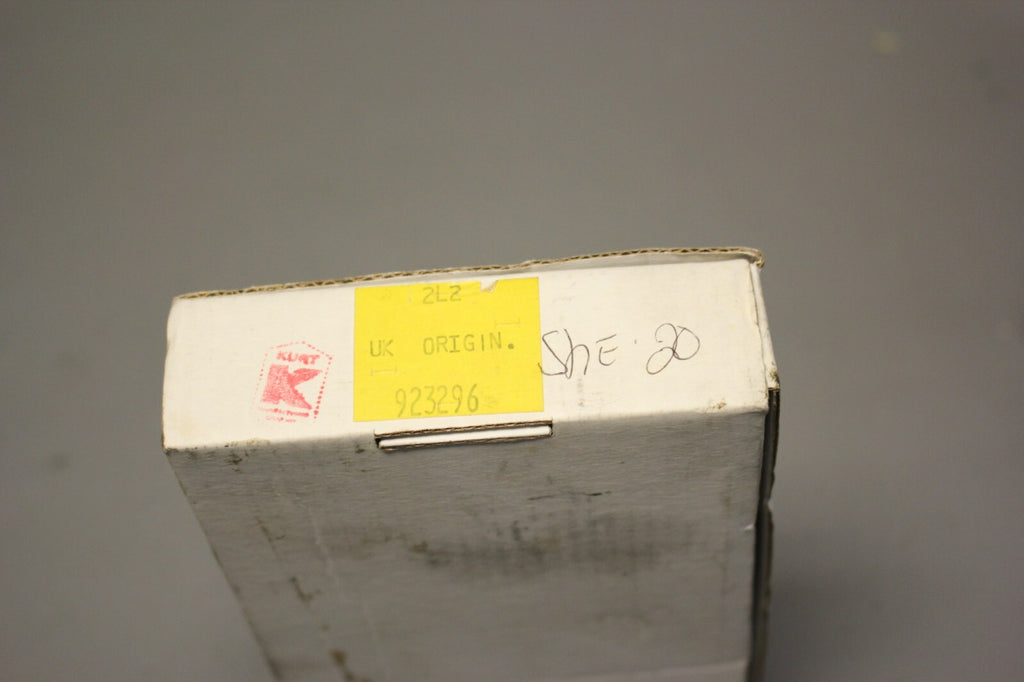 KURT
K
2L2
UK ORIGIN.
923296
ShE. 20